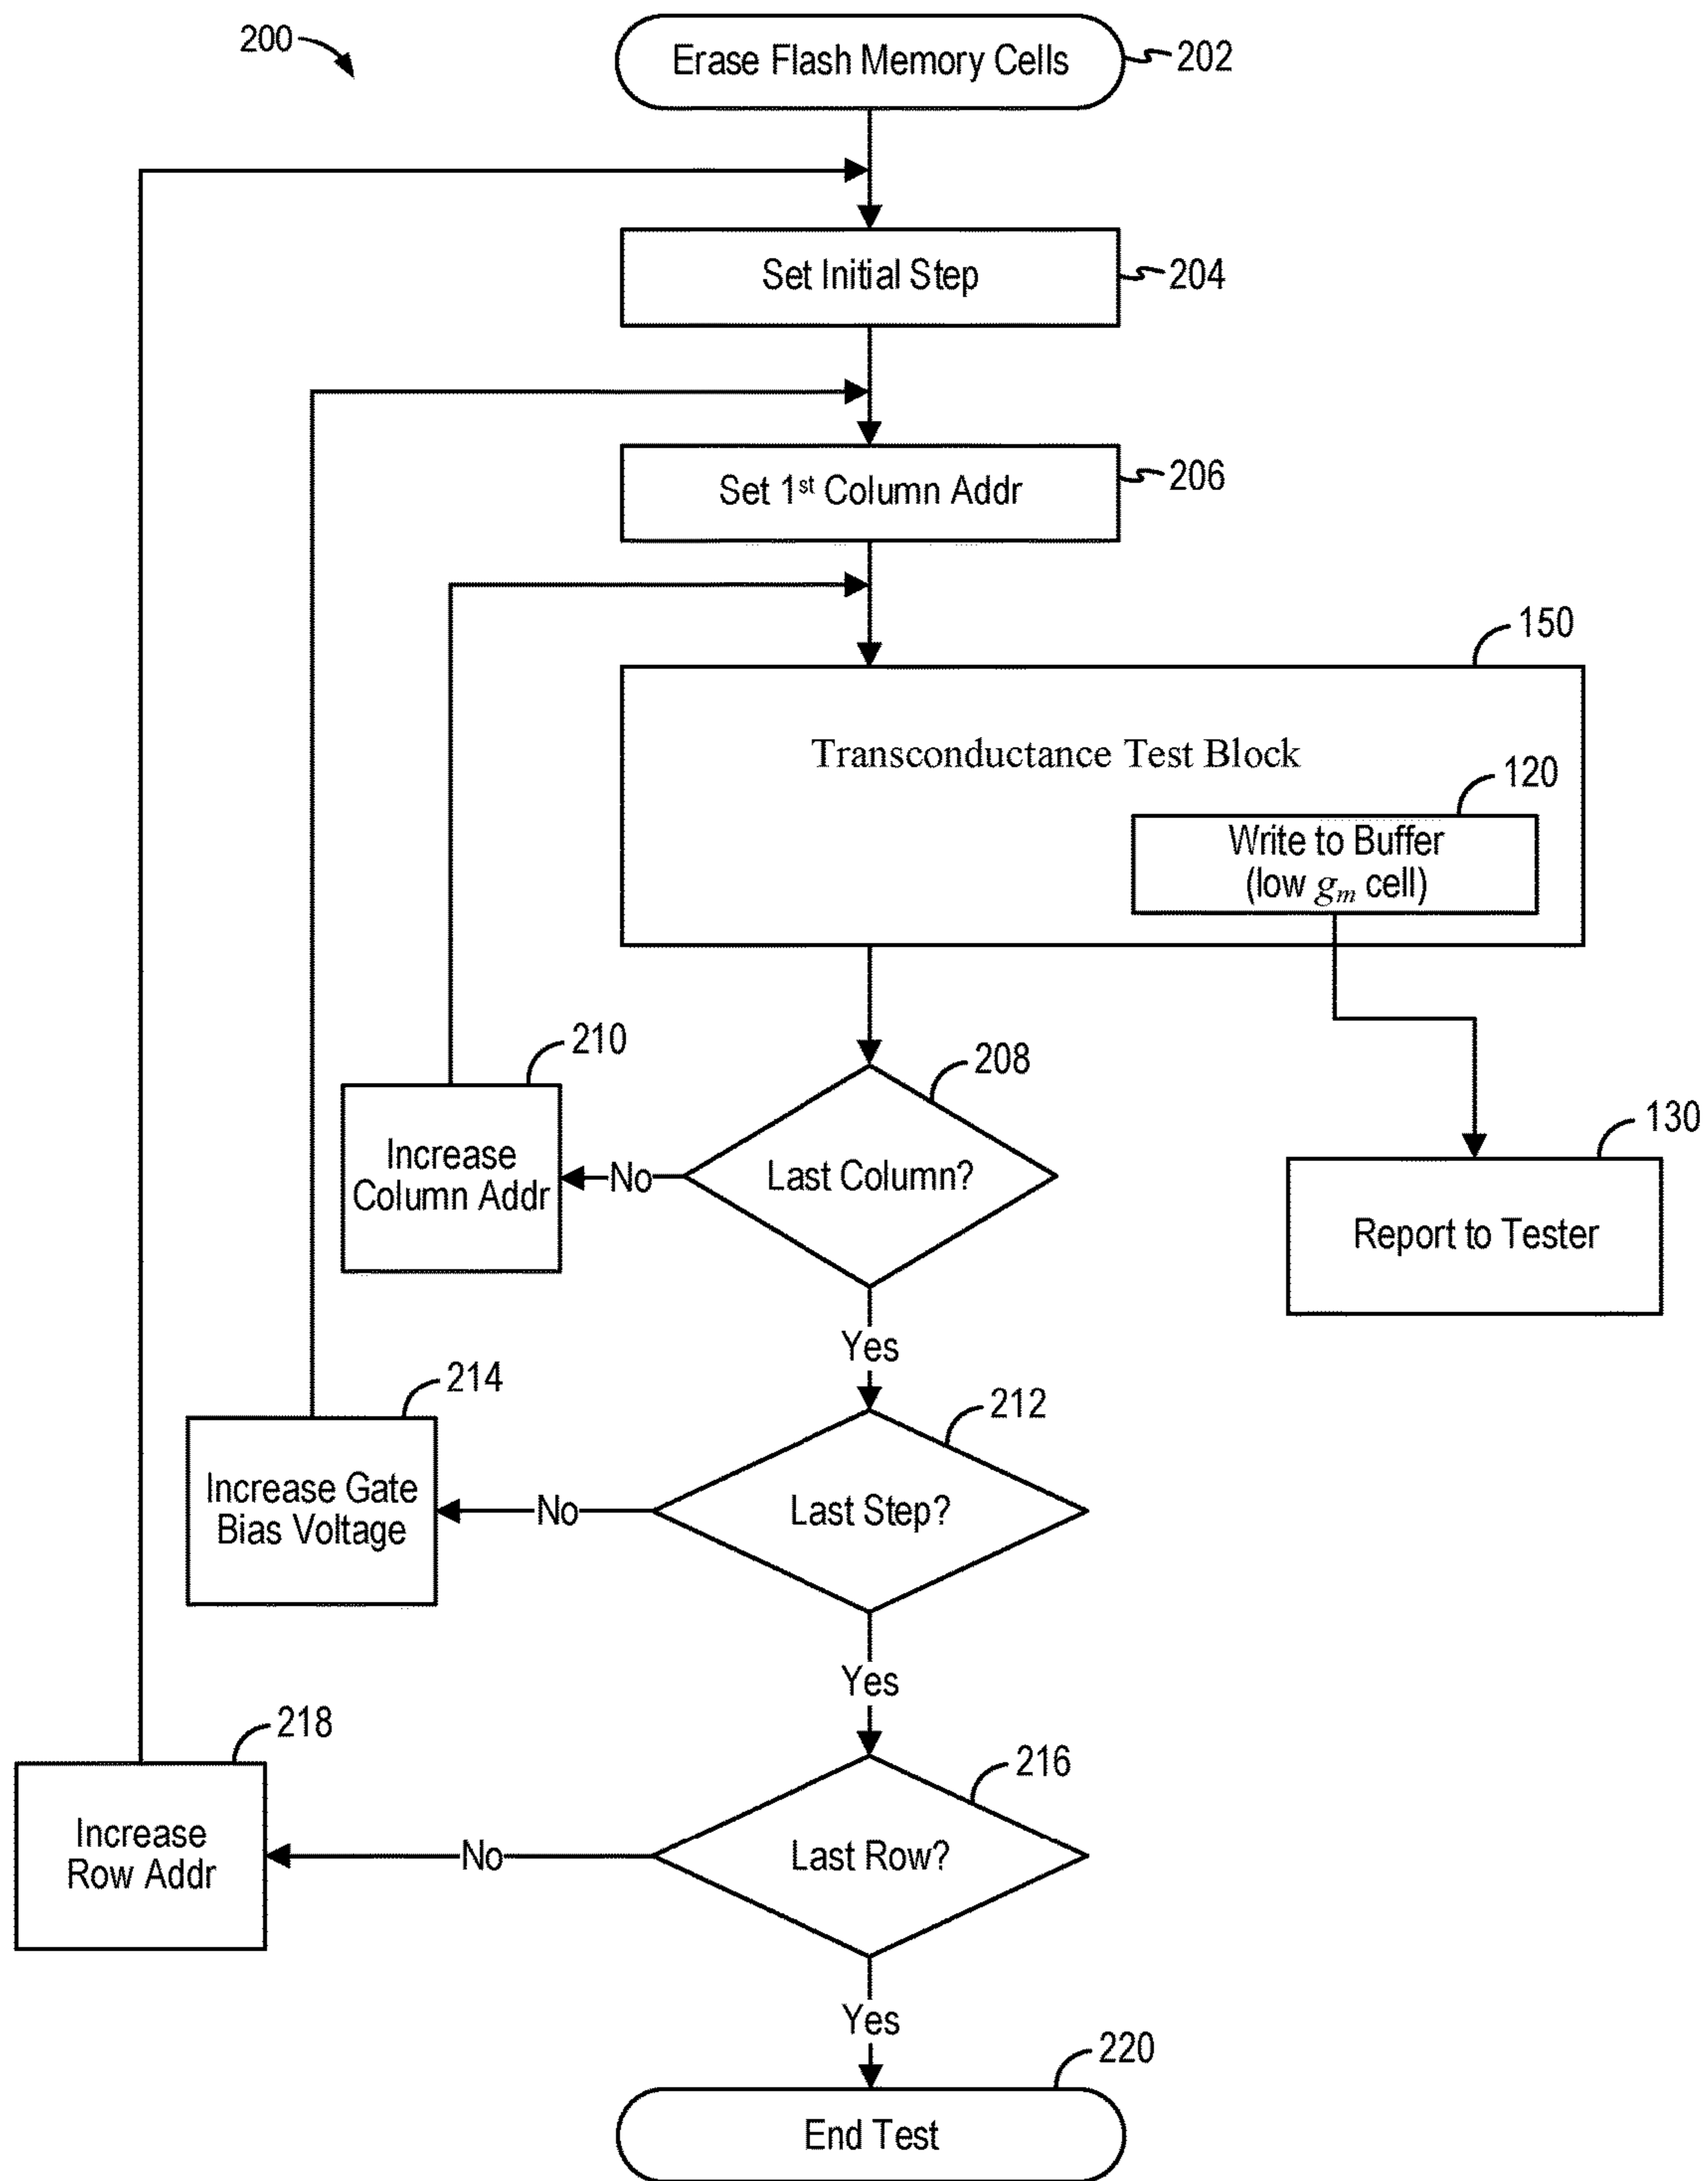 200
Erase Flash Memory Cells
202
Set Initial Step
204
Set 1st Column Addr
206
150
Transconductance Test Block
120
Write to Buffer
(low gm cell)
210
208
130
Increase
Column Addr
No
Last Column?
Report to Tester
Yes
214
212
Increase Gate
Bias Voltage
No
Last Step?
Yes
218
216
Increase
Row Addr
No
Last Row?
Yes
220
End Test